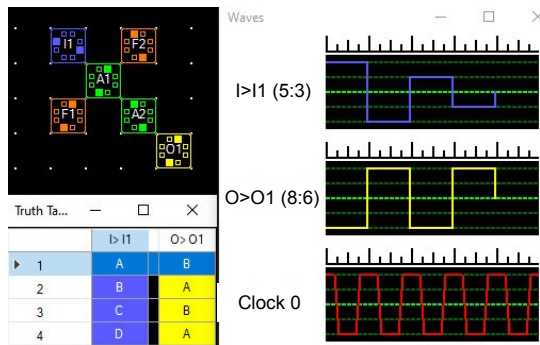 Waves
I1 F2
A1
F1 A2
O1
I>I1 (5:3)
O>O1 (8:6)
Clock 0
Truth Ta...
I>I1 O>O1
1 A B
2 B A
3 C B
4 D A